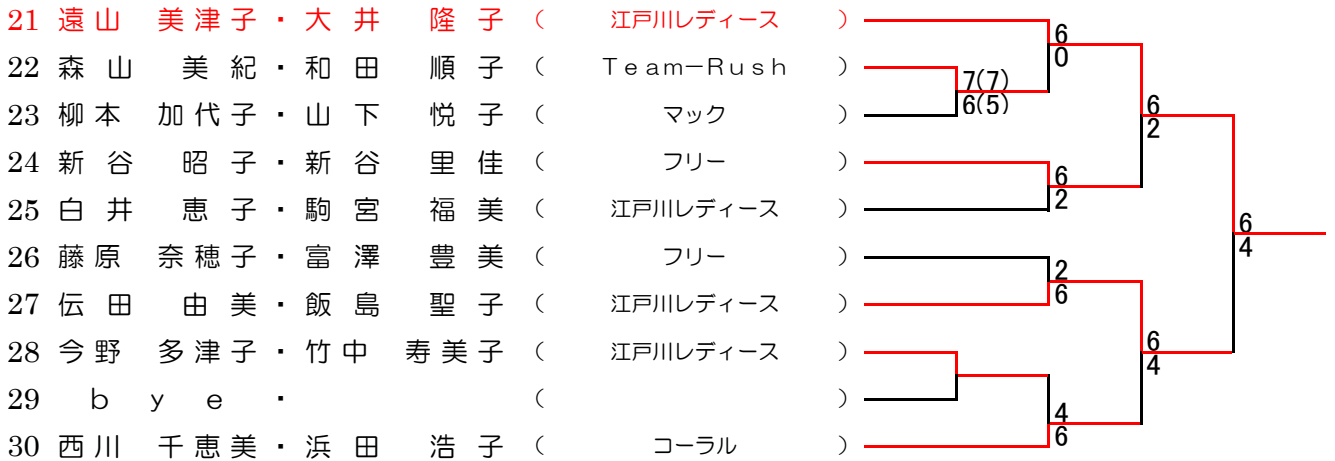 21 遠山 美津子・大井 隆子 ( 江戸川レディース )
6
0
22 森山 美紀・和田 順子 ( Ｔｅａｍ－Ｒｕｓｈ )
7(7)
6(5)
23 柳本 加代子・山下 悦子 ( マック )
6
2
24 新谷 昭子・新谷 里佳 ( フリー )
6
2
25 白井 恵子・駒宮 福美 ( 江戸川レディース )
6
4
26 藤原 奈穂子・富澤 豊美 ( フリー )
2
6
27 伝田 由美・飯島 聖子 ( 江戸川レディース )
28 今野 多津子・竹中 寿美子 ( 江戸川レディース )
6
4
29 ｂｙｅ・ ( )
4
6
30 西川 千恵美・浜田 浩子 ( コーラル )